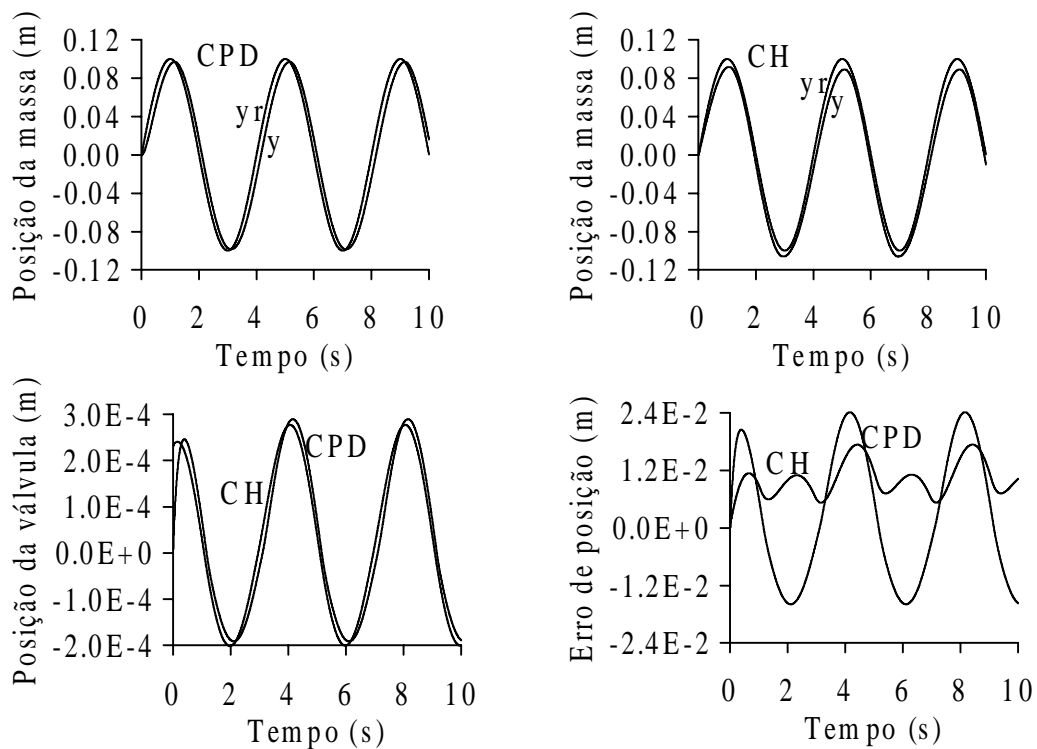 Posição da massa (m)
0.12
0.08
0.04
0.00
-0.04
-0.08
-0.12
CPD
yr
y
0 2 4 6 8 10
Tempo (s)
Posição da massa (m)
0.12
0.08
0.04
0.00
-0.04
-0.08
-0.12
CH
yr
y
0 2 4 6 8 10
Tempo (s)
Posição da válvula (m)
3.0E-4
2.0E-4
1.0E-4
0.0E+0
-1.0E-4
-2.0E-4
CPD
CH
0 2 4 6 8 10
Tempo (s)
Erro de posição (m)
2.4E-2
1.2E-2
0.0E+0
-1.2E-2
-2.4E-2
CPD
CH
0 2 4 6 8 10
Tempo (s)